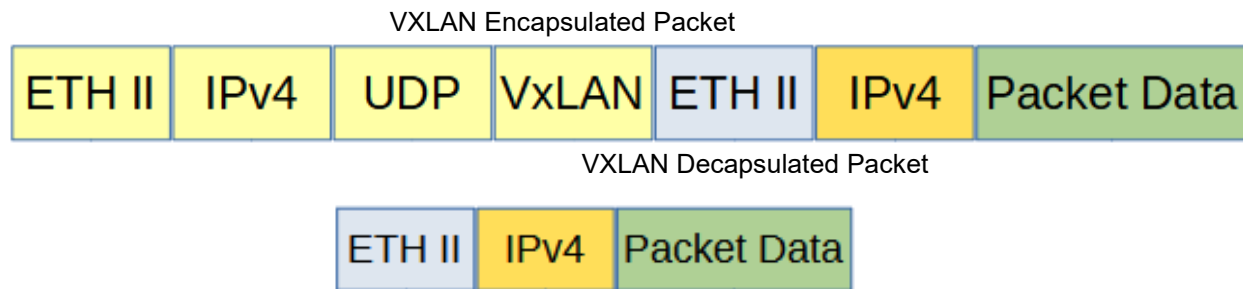 VXLAN Encapsulated Packet
ETH II IPv4 UDP VxLAN ETH II IPv4 Packet Data
VXLAN Decapsulated Packet
ETH II IPv4 Packet Data